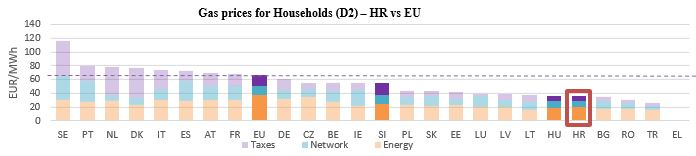 Gas prices for Households (D2) – HR vs EU
EUR/MWh
140
120
100
80
60
40
20
0
SE PT NL DK IT ES AT FR EU DE CZ BE IE SI PL SK EE LU LV LT HU HR BG RO TR EL
Taxes Network Energy